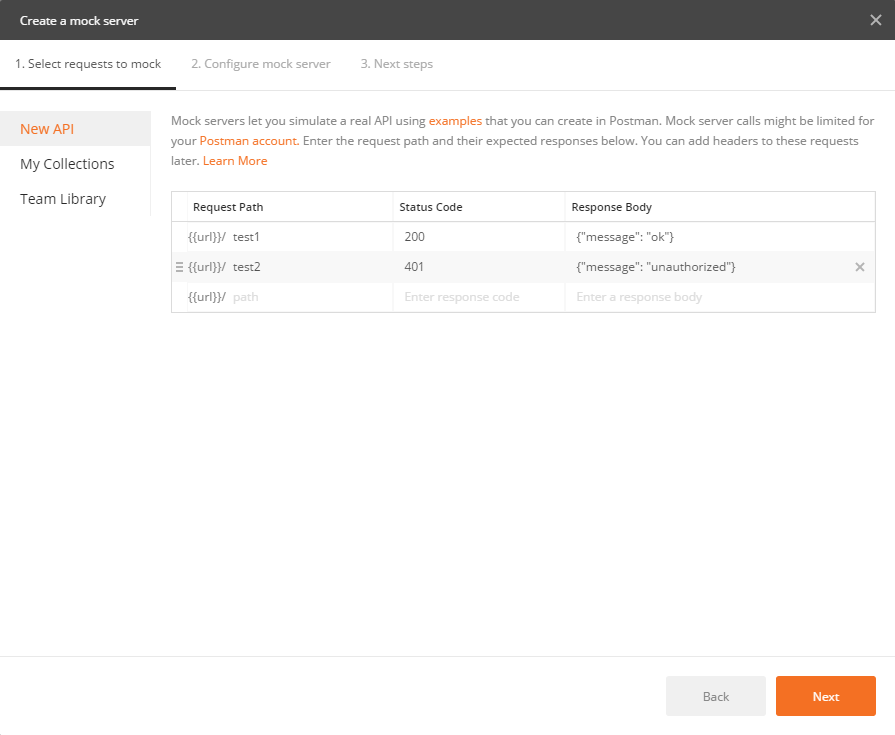 Create a mock server
1. Select requests to mock 2. Configure mock server 3. Next steps
New API
My Collections
Team Library
Mock servers let you simulate a real API using examples that you can create in Postman. Mock server calls might be limited for
your Postman account. Enter the request path and their expected responses below. You can add headers to these requests
later. Learn More
Request Path Status Code Response Body
{{url}}/ test1 200 {"message": "ok"}
{{url}}/ test2 401 {"message": "unauthorized"}
{{url}}/ path Enter response code Enter a response body
Back Next